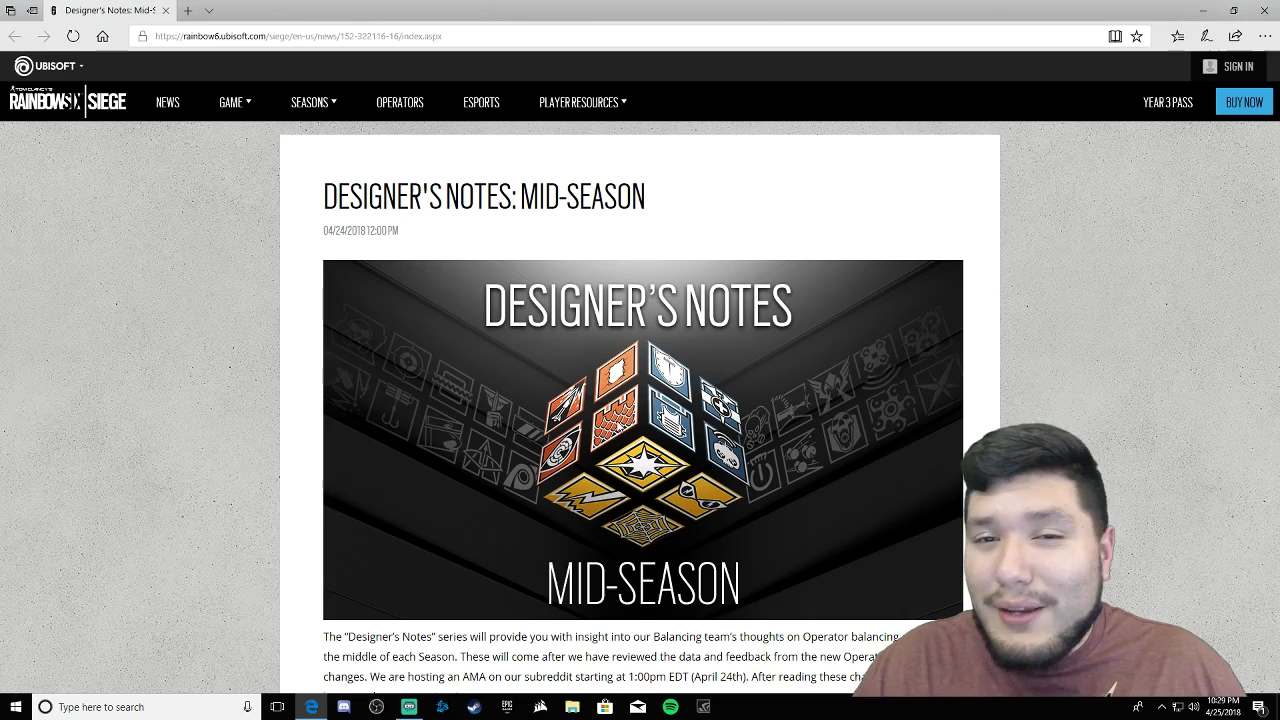 Designer's Notes: Mid-S
https://rainbow6.ubisoft.com/siege/en-us/news/152-322116-16/index.aspx
UBISOFT
SIGN IN
TOM CLANCY'S
RAINBOWSIX | SIEGE
NEWS
GAME
SEASONS
OPERATORS
ESPORTS
PLAYER RESOURCES
YEAR 3 PASS
BUY NOW
DESIGNER'S NOTES: MID-SEASON
04/24/2018 12:00 PM
DESIGNER'S NOTES
MID-SEASON
The "Designer's Notes" series will provide you with insight into our Balancing team's thoughts on Operator balancing
the middle of each Season. These will come after we have reviewed the data and feedback from the new
changes. We are hosting an AMA on our subreddit starting at 1:00pm EDT (April 24th). After reading these
Type here to search
EPIC
GAMES
10:29 PM
4/25/2018